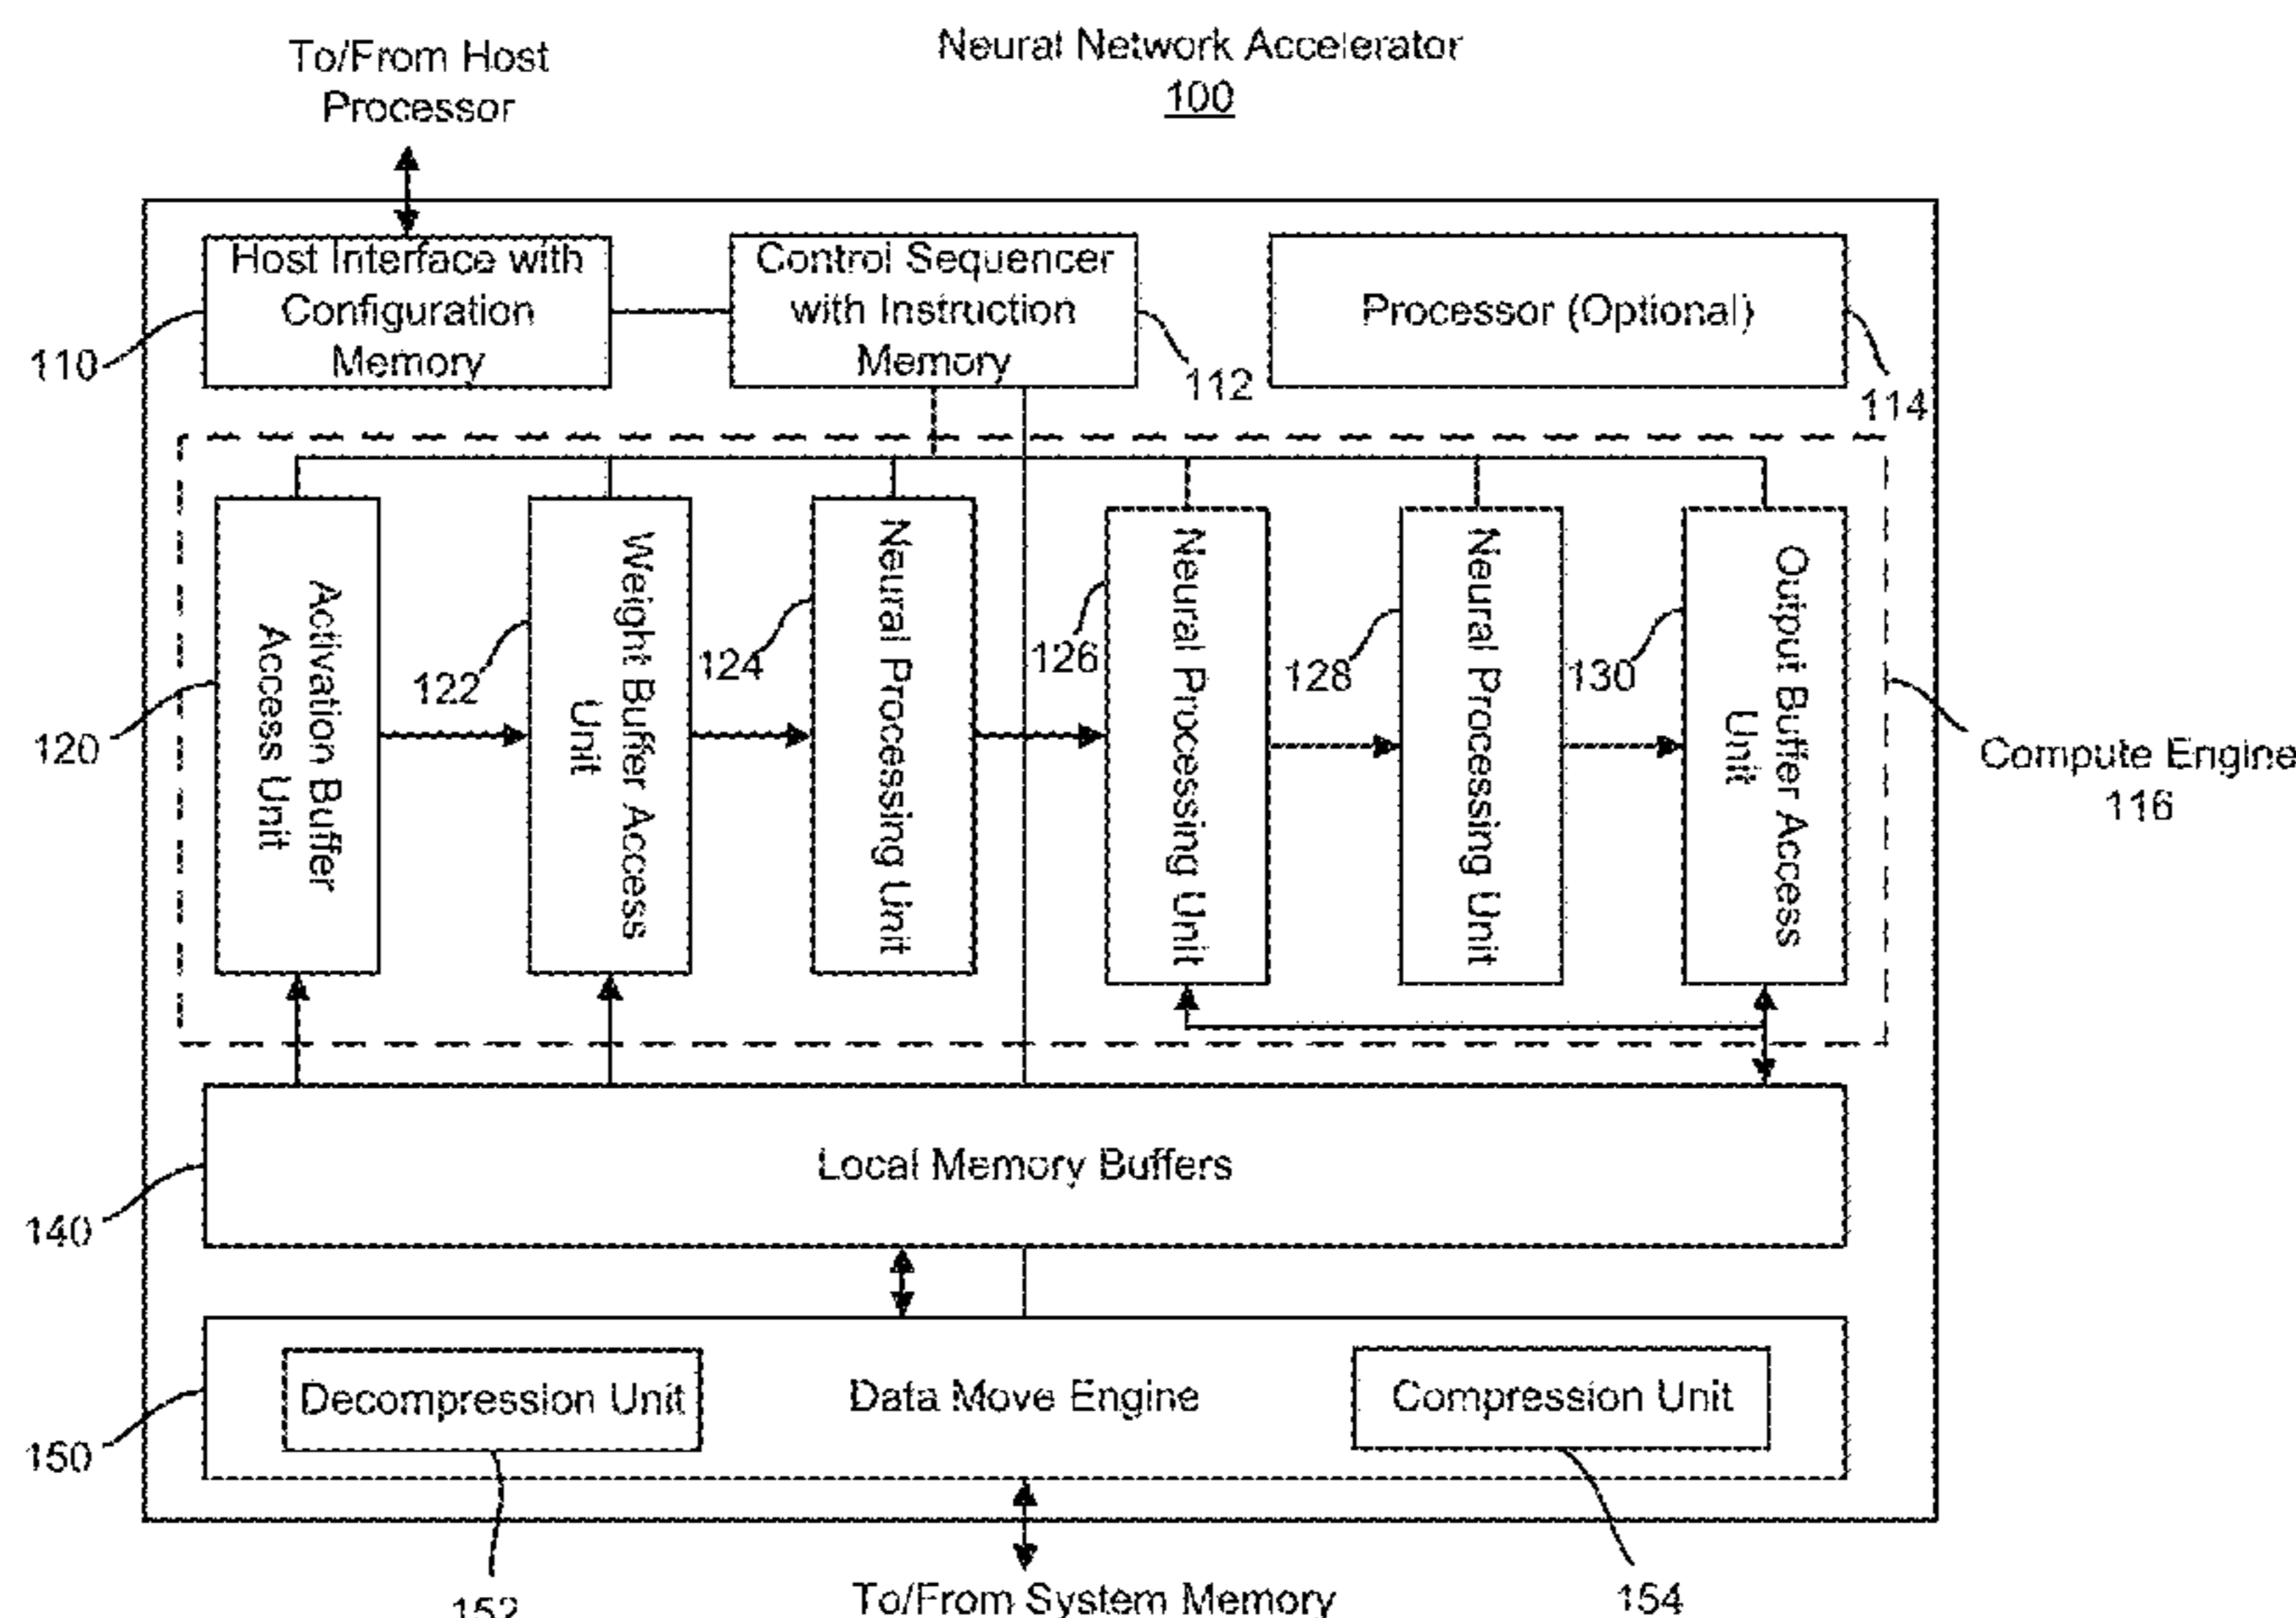 To/From Host
Processor
Neural Network Accelerator
100
Host Interface with
Configuration
Memory
Control Sequencer
with Instruction
Memory
Processor (Optional)
110
112
114
Activation Buffer
Access Unit
Weight Buffer Access
Unit
Neural Processing Unit
Neural Processing Unit
Neural Processing Unit
Output Buffer Access
Unit
120
122
124
126
128
130
Compute Engine
116
Local Memory Buffers
140
Decompression Unit
Data Move Engine
Compression Unit
150
152
To/From System Memory
154